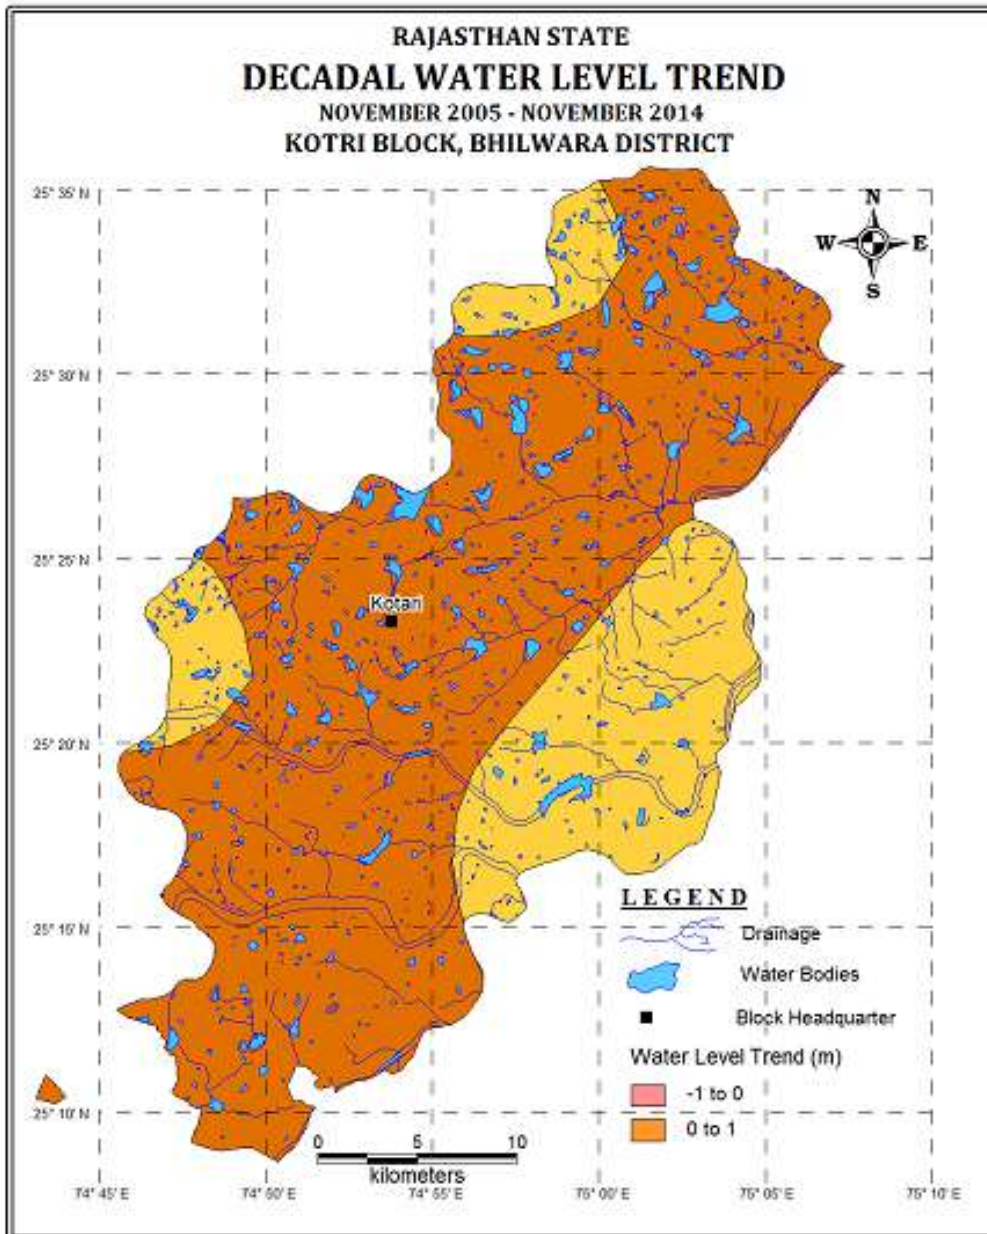 RAJASTHAN STATE
DECADAL WATER LEVEL TREND
NOVEMBER 2005 - NOVEMBER 2014
KOTRI BLOCK, BHILWARA DISTRICT
25° 35' N
N
W E
S
25° 30' N
25° 25' N
Kotari
25° 20' N
25° 15' N
25° 10' N
LEGEND
Drainage
Water Bodies
Block Headquarter
Water Level Trend (m)
-1 to 0
0 to 1
0 5 10
kilometers
74° 45' E 74° 50' E 74° 55' E 75° 00' E 75° 05' E 75° 10' E